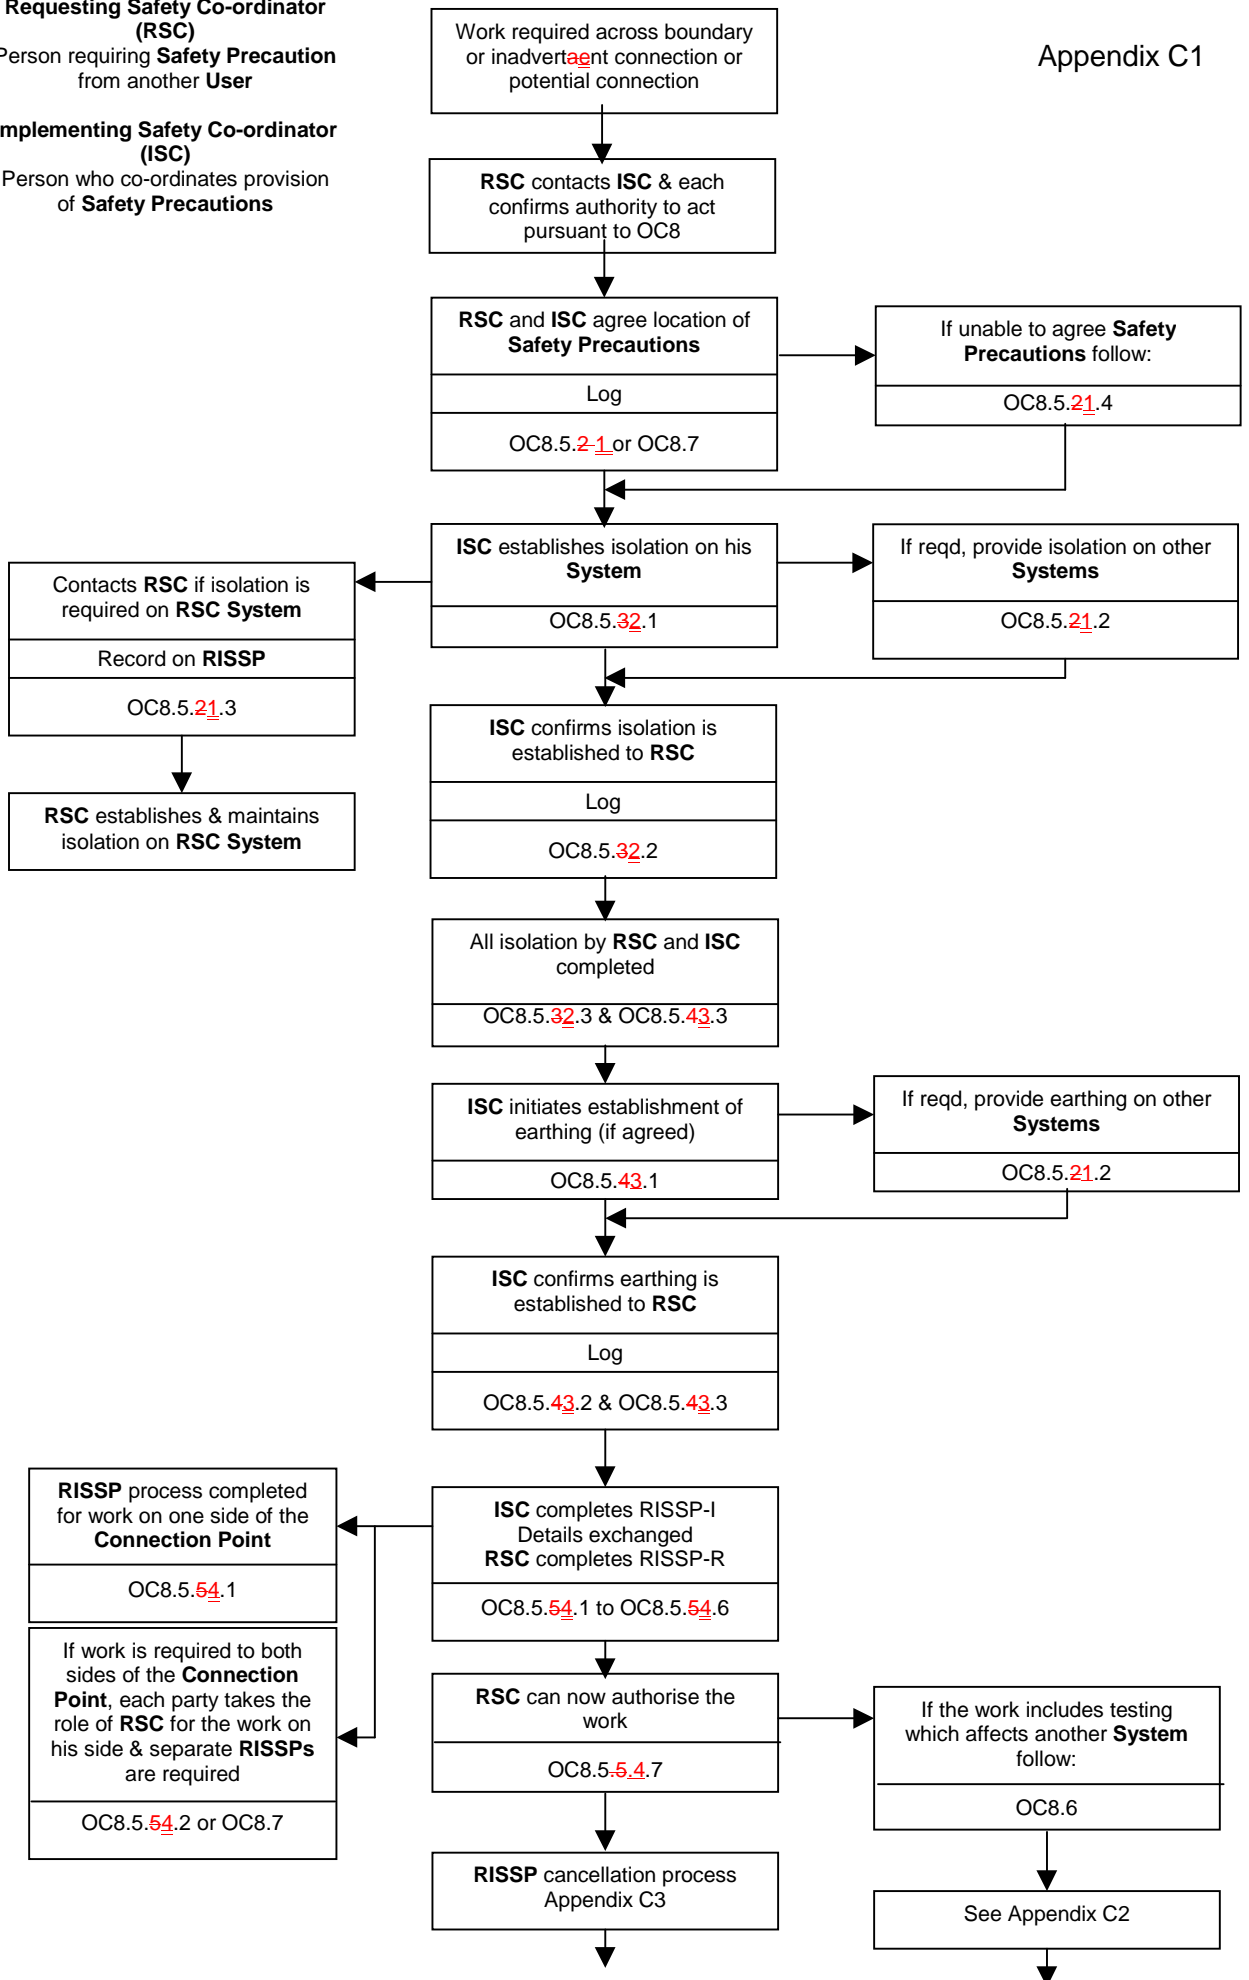 Requesting Safety Co-ordinator
(RSC)
Person requiring Safety Precaution
from another User
Implementing Safety Co-ordinator
(ISC)
Person who co-ordinates provision
of Safety Precautions
Appendix C1
Work required across boundary
or inadvertaent connection or
potential connection
RSC contacts ISC & each
confirms authority to act
pursuant to OC8
RSC and ISC agree location of
Safety Precautions
Log
OC8.5.2 1 or OC8.7
If unable to agree Safety
Precautions follow:
OC8.5.21.4
ISC establishes isolation on his
System
OC8.5.32.1
If reqd, provide isolation on other
Systems
OC8.5.21.2
Contacts RSC if isolation is
required on RSC System
Record on RISSP
OC8.5.21.3
RSC establishes & maintains
isolation on RSC System
ISC confirms isolation is
established to RSC
Log
OC8.5.32.2
All isolation by RSC and ISC
completed
OC8.5.32.3 & OC8.5.43.3
ISC initiates establishment of
earthing (if agreed)
OC8.5.43.1
If reqd, provide earthing on other
Systems
OC8.5.21.2
ISC confirms earthing is
established to RSC
Log
OC8.5.43.2 & OC8.5.43.3
ISC completes RISSP-I
Details exchanged
RSC completes RISSP-R
OC8.5.54.1 to OC8.5.54.6
RISSP process completed
for work on one side of the
Connection Point
OC8.5.54.1
If work is required to both
sides of the Connection
Point, each party takes the
role of RSC for the work on
his side & separate RISSPs
are required
OC8.5.54.2 or OC8.7
RSC can now authorise the
work
OC8.5.5.4.7
If the work includes testing
which affects another System
follow:
OC8.6
RISSP cancellation process
Appendix C3
See Appendix C2